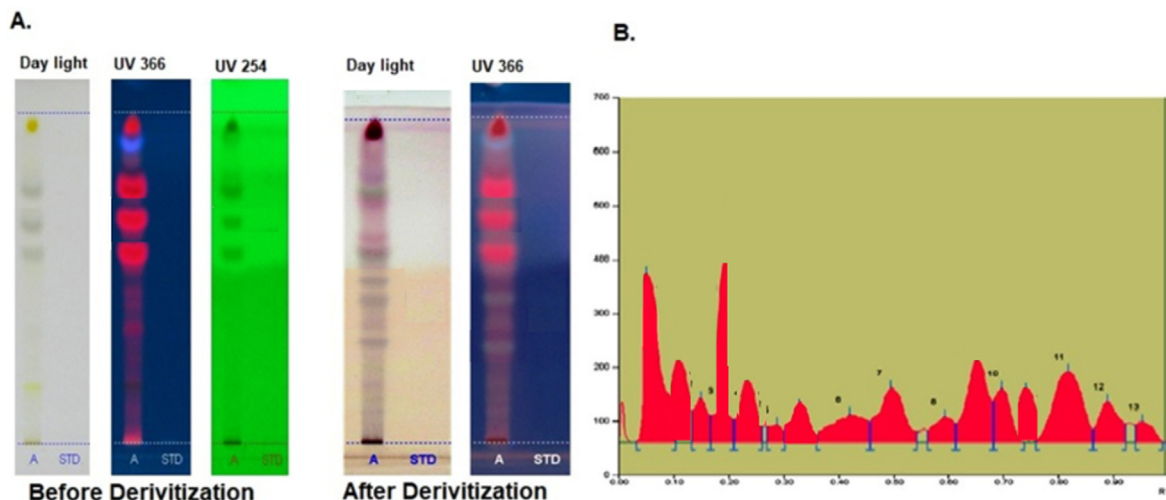 A.
B.
Day light UV 366 UV 254
Day light UV 366
A STD A STD A STD
A STD A STD
Before Derivitization
After Derivitization
700
600
500
400
300
200
100
0
3 4 6 7 8 10 11 12 13
0.00 0.10 0.20 0.30 0.40 0.50 0.60 0.70 0.80 0.90